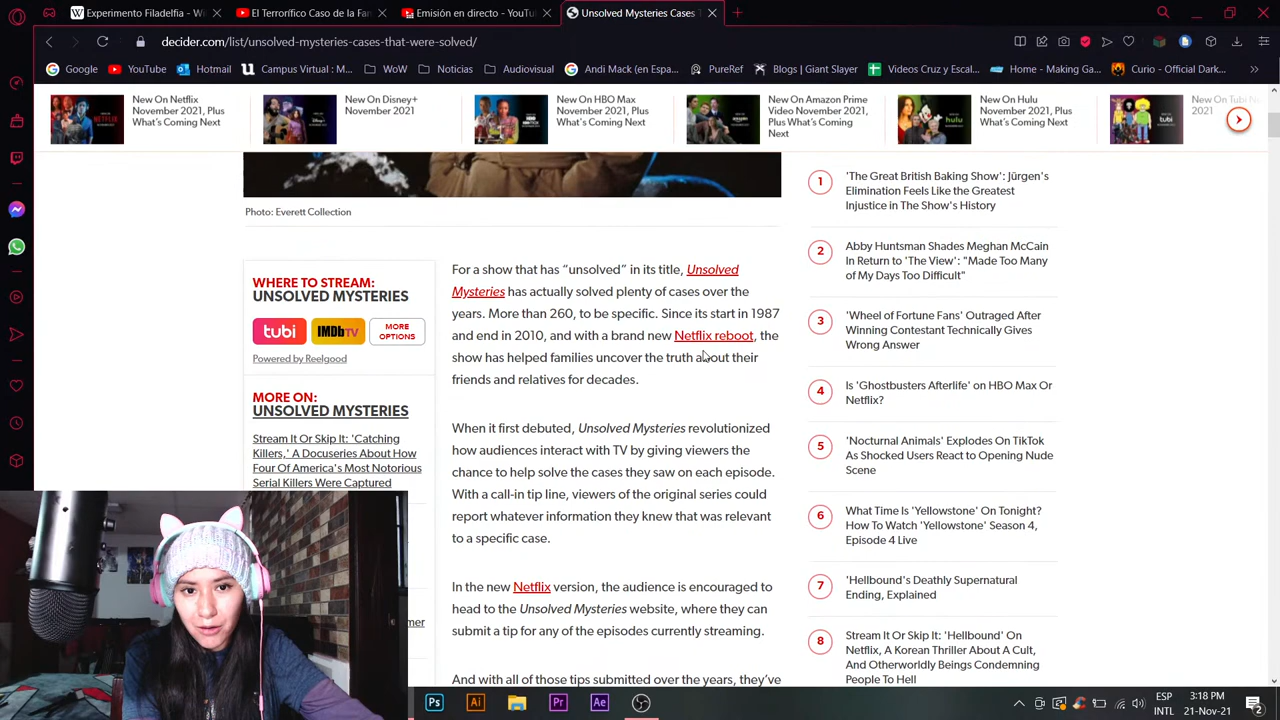 Experimento Filadelfia - Wi
El Terrorífico Caso de la Fam
Emisión en directo - YouTub
Unsolved Mysteries Cases T
decider.com/list/unsolved-mysteries-cases-that-were-solved/
Google
YouTube
Hotmail
Campus Virtual : M...
WoW
Noticias
Audiovisual
Andi Mack (en espa...
PureRef
Blogs | Giant Slayer
Videos Cruz y Escal...
Home - Making Ga...
Curio - Official Dark...
New On Netflix
November 2021, Plus
What's Coming Next
New On Disney+
November 2021
New On HBO Max
November 2021, Plus
What's Coming Next
New On Amazon Prime
Video November 2021,
Plus What's Coming
Next
New On Hulu
November 2021, Plus
What's Coming Next
New On Tubi
2021
Photo: Everett Collection
WHERE TO STREAM:
UNSOLVED MYSTERIES
tubi
IMDb TV
MORE
OPTIONS
Powered by Reelgood
MORE ON:
UNSOLVED MYSTERIES
Stream It Or Skip It: 'Catching
Killers,' A Docuseries About How
Four Of America's Most Notorious
Serial Killers Were Captured
mer
For a show that has “unsolved” in its title, Unsolved
Mysteries has actually solved plenty of cases over the
years. More than 260, to be specific. Since its start in 1987
and end in 2010, and with a brand new Netflix reboot, the
show has helped families uncover the truth about their
friends and relatives for decades.
When it first debuted, Unsolved Mysteries revolutionized
how audiences interact with TV by giving viewers the
chance to help solve the cases they saw on each episode.
With a call-in tip line, viewers of the original series could
report whatever information they knew that was relevant
to a specific case.
In the new Netflix version, the audience is encouraged to
head to the Unsolved Mysteries website, where they can
submit a tip for any of the episodes currently streaming.
And with all of those tips submitted over the years, they've
1
'The Great British Baking Show': Jürgen's
Elimination Feels Like the Greatest
Injustice in The Show's History
2
Abby Huntsman Shades Meghan McCain
In Return to 'The View': "Made Too Many
of My Days Too Difficult"
3
'Wheel of Fortune Fans' Outraged After
Winning Contestant Technically Gives
Wrong Answer
4
Is 'Ghostbusters Afterlife' on HBO Max Or
Netflix?
5
'Nocturnal Animals' Explodes On TikTok
As Shocked Users React to Opening Nude
Scene
6
What Time Is 'Yellowstone' On Tonight?
How To Watch 'Yellowstone' Season 4,
Episode 4 Live
7
'Hellbound's Deathly Supernatural
Ending, Explained
8
Stream It Or Skip It: 'Hellbound' On
Netflix, A Korean Thriller About A Cult,
And Otherworldly Beings Condemning
People To Hell
Ps
Ai
Pr
Ae
ESP
INTL
3:18 PM
21-Nov-21
2